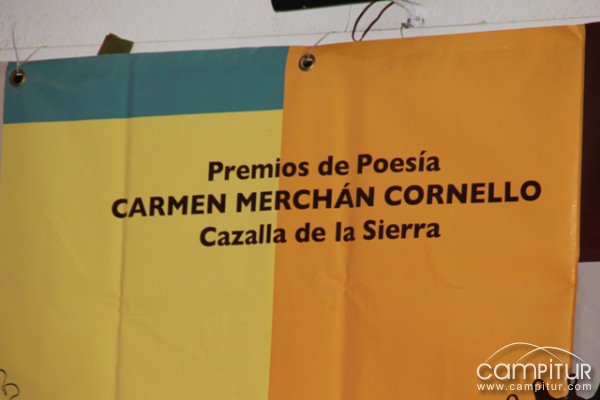 Premios de Poesía
CARMEN MERCHÁN CORNELLO
Cazalla de la Sierra
CAMPITUR
www.campitur.com